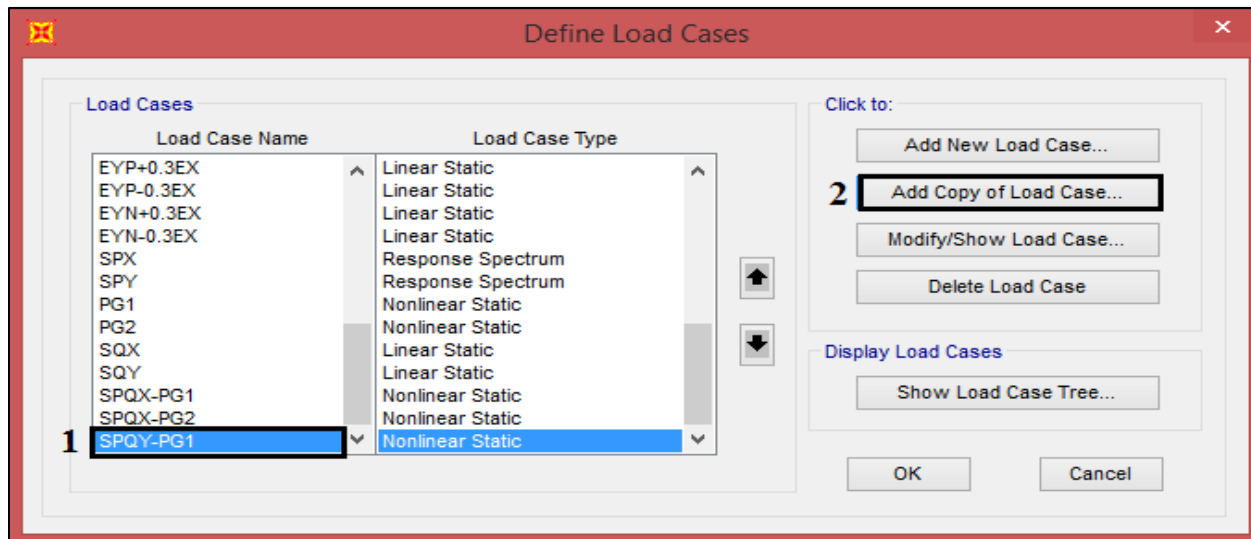 Define Load Cases
Load Cases
Load Case Name Load Case Type
EYP+0.3EX Linear Static
EYP-0.3EX Linear Static
EYN+0.3EX Linear Static
EYN-0.3EX Linear Static
SPX Response Spectrum
SPY Response Spectrum
PG1 Nonlinear Static
PG2 Nonlinear Static
SQX Linear Static
SQY Linear Static
SPQX-PG1 Nonlinear Static
SPQX-PG2 Nonlinear Static
1 SPQY-PG1 Nonlinear Static
Click to:
Add New Load Case...
2 Add Copy of Load Case...
Modify/Show Load Case...
Delete Load Case
Display Load Cases
Show Load Case Tree...
OK Cancel